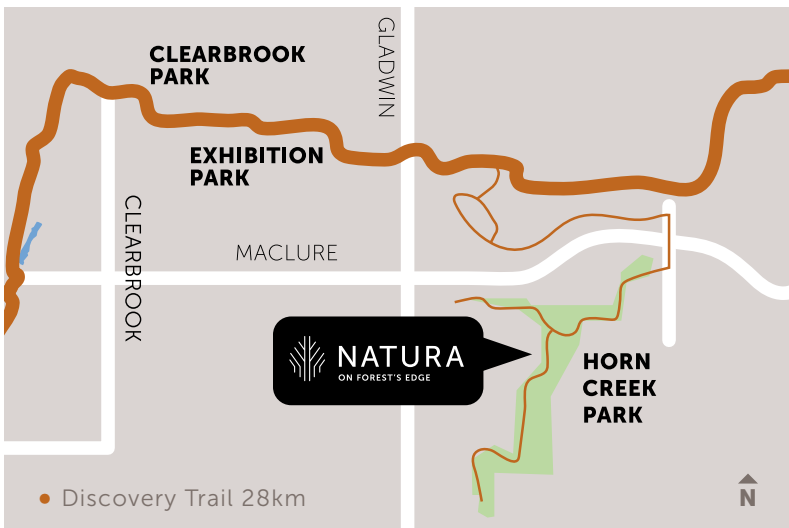 CLEARBROOK
PARK
GLADWIN
EXHIBITION
PARK
CLEARBROOK
MACLURE
NATURA
ON FOREST'S EDGE
HORN
CREEK
PARK
Discovery Trail 28km
N